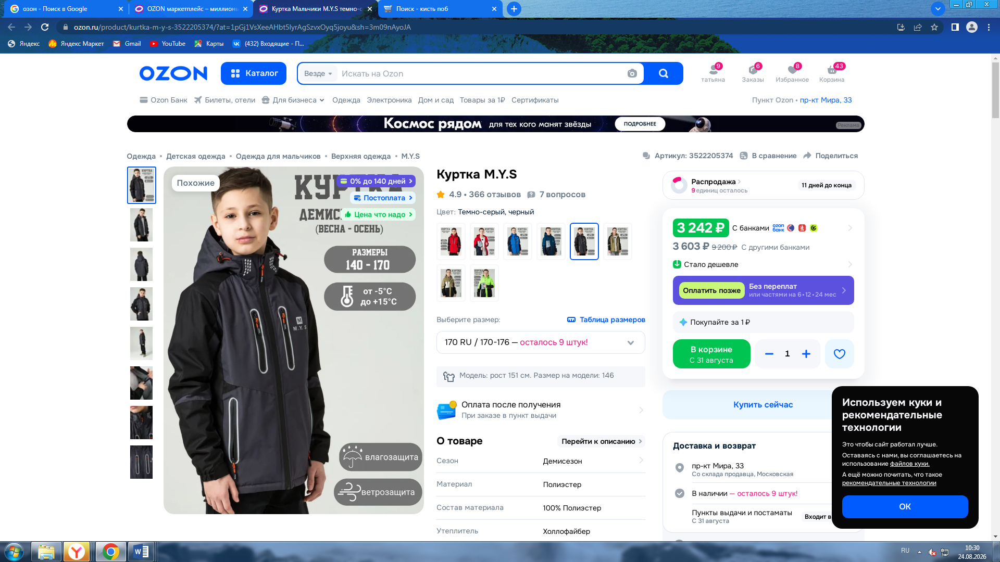 озон - Поиск в Google
OZON маркетплейс – миллионь
Куртка Мальчики M.Y.S темно-с
Поиск - кисть поб
ozon.ru/product/kurtka-m-y-s-3522205374/?at=1pGj1VsXeeAHbt5IyrAgSzvxOyq5joyu&sh=3m09nAyoJA
Яндекс
Яндекс Маркет
Gmail
YouTube
Карты
(432) Входящие - П...
OZON
Каталог
Везде
Искать на Ozon
9
татьяна
6
Заказы
8
Избранное
43
Корзина
Ozon Банк
Билеты, отели
Для бизнеса
Одежда
Электроника
Дом и сад
Товары за 1₽
Сертификаты
Пункт Ozon • пр-кт Мира, 33
Космос рядом для тех кого манят звёзды
ПОДРОБНЕЕ
Реклама
Одежда • Детская одежда • Одежда для мальчиков • Верхняя одежда • M.Y.S
Артикул: 3522205374
В сравнение
Поделиться
Похожие
0% до 140 дней
Постоплата
Цена что надо
(ВЕСНА - ОСЕНЬ)
РАЗМЕРЫ
140 - 170
от -5°C
до +15°C
M
M.Y.S
влагозащита
ветрозащита
Куртка M.Y.S
4.9 • 366 отзывов
7 вопросов
Цвет: Темно-серый, черный
Выберите размер:
Таблица размеров
170 RU / 170-176 — осталось 9 штук!
Модель: рост 151 см. Размер на модели: 146
Оплата после получения
При заказе в пункт выдачи
О товаре
Перейти к описанию
Сезон
Демисезон
Материал
Полиэстер
Состав материала
100% Полиэстер
Утеплитель
Холлофайбер
Распродажа
9 единиц осталось
11 дней до конца
3 242 ₽
С банками
ozon банк
3 603 ₽ 9 200 ₽ С другими банками
Стало дешевле
Оплатить позже
Без переплат
или частями на 6 • 12 • 24 мес
Покупайте за 1 ₽
В корзине
С 31 августа
1
Купить сейчас
Доставка и возврат
пр-кт Мира, 33
Со склада продавца, Московская
В наличии — осталось 9 штук!
Пункты выдачи и постаматы
С 31 августа
Входит в
Используем куки и
рекомендательные
технологии
Это чтобы сайт работал лучше.
Оставаясь с нами, вы соглашаетесь на
использование файлов куки.
А ещё можно почитать, что такое
рекомендательные технологии
ОК
RU
10:30
24.08.2026